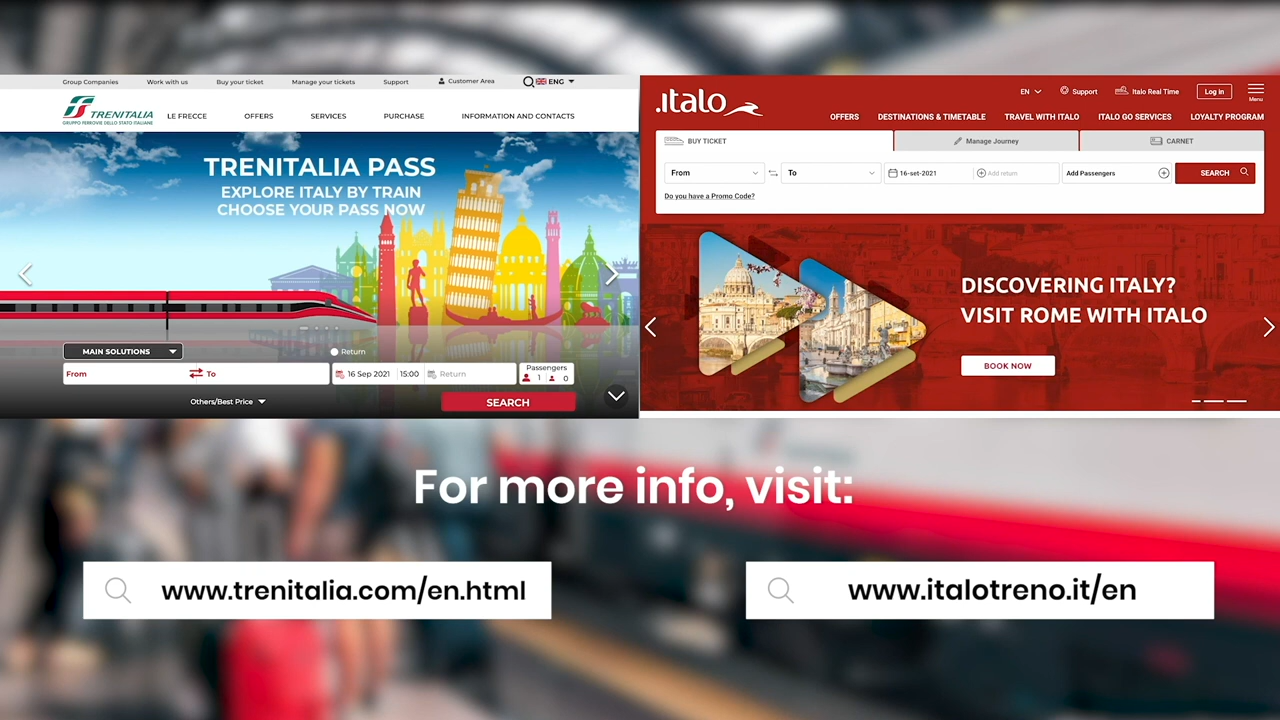 Group Companies
Work with us
Buy your ticket
Manage your tickets
Support
Customer Area
ENG
TRENITALIA
GRUPPO FERROVIE DELLO STATO ITALIANE
LE FRECCE
OFFERS
SERVICES
PURCHASE
INFORMATION AND CONTACTS
TRENITALIA PASS
EXPLORE ITALY BY TRAIN
CHOOSE YOUR PASS NOW
MAIN SOLUTIONS
Return
From
To
16 Sep 2021
15:00
Return
Passengers
1
0
Others/Best Price
SEARCH
.italo
EN
Support
Italo Real Time
Log in
Menu
OFFERS
DESTINATIONS & TIMETABLE
TRAVEL WITH ITALO
ITALO GO SERVICES
LOYALTY PROGRAM
BUY TICKET
Manage Journey
CARNET
From
To
16-set-2021
Add return
Add Passengers
SEARCH
Do you have a Promo Code?
DISCOVERING ITALY?
VISIT ROME WITH ITALO
BOOK NOW
For more info, visit:
www.trenitalia.com/en.html
www.italotreno.it/en